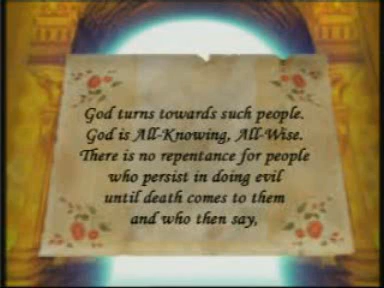 God turns towards such people.
God is All-Knowing, All-Wise.
There is no repentance for people
who persist in doing evil
until death comes to them
and who then say,